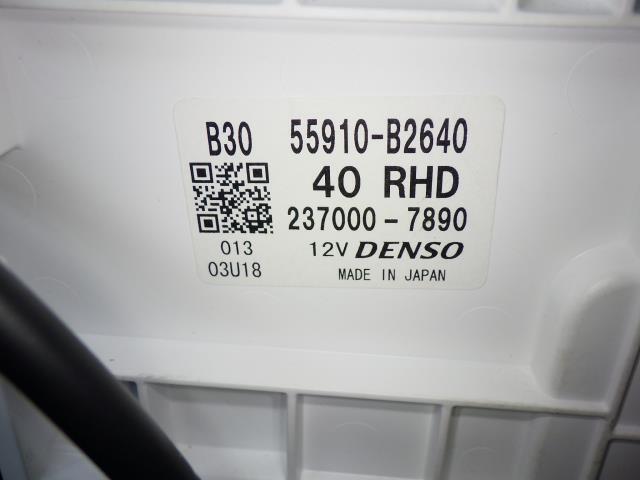 B30 55910-B2640
40 RHD
237000-7890
013 12V DENSO
03U18 MADE IN JAPAN